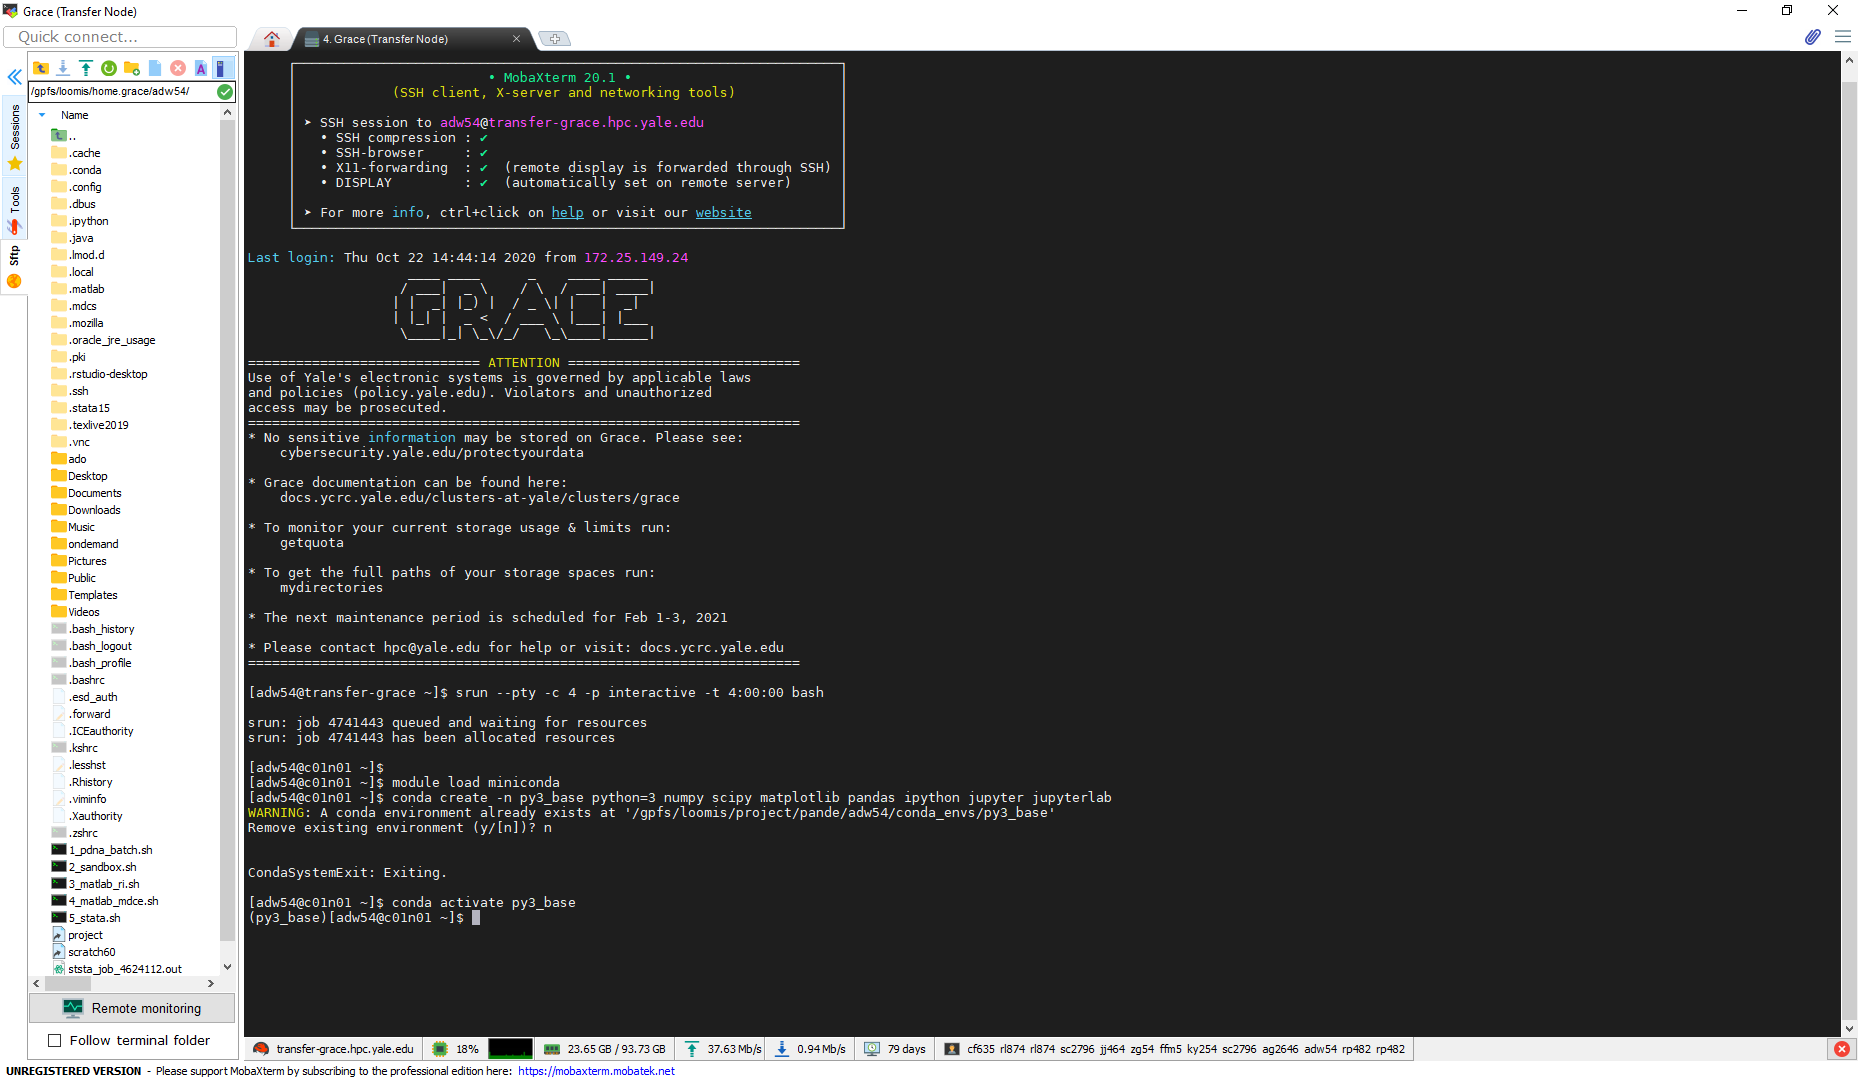 Grace (Transfer Node)
Quick connect...
4. Grace (Transfer Node)
/gpfs/loomis/home.grace/adw54/
Sessions
Tools
Sftp
Name
..
.cache
.conda
.config
.dbus
.ipython
.java
.lmod.d
.local
.matlab
.mdcs
.mozilla
.oracle_jre_usage
.pki
.rstudio-desktop
.ssh
.stata15
.texlive2019
.vnc
ado
Desktop
Documents
Downloads
Music
ondemand
Pictures
Public
Templates
Videos
.bash_history
.bash_logout
.bash_profile
.bashrc
.esd_auth
.forward
.ICEauthority
.kshrc
.lesshst
.Rhistory
.viminfo
.Xauthority
.zshrc
1_pdna_batch.sh
2_sandbox.sh
3_matlab_ri.sh
4_matlab_mdce.sh
5_stata.sh
project
scratch60
ststa_job_4624112.out
Remote monitoring
Follow terminal folder
• MobaXterm 20.1 •
(SSH client, X-server and networking tools)
➤ SSH session to adw54@transfer-grace.hpc.yale.edu
• SSH compression : ✔
• SSH-browser : ✔
• X11-forwarding : ✔ (remote display is forwarded through SSH)
• DISPLAY : ✔ (automatically set on remote server)
➤ For more info, ctrl+click on help or visit our website
Last login: Thu Oct 22 14:44:14 2020 from 172.25.149.24
GRACE
============================= ATTENTION =============================
Use of Yale's electronic systems is governed by applicable laws
and policies (policy.yale.edu). Violators and unauthorized
access may be prosecuted.
=====================================================================
* No sensitive information may be stored on Grace. Please see:
cybersecurity.yale.edu/protectyourdata
* Grace documentation can be found here:
docs.ycrc.yale.edu/clusters-at-yale/clusters/grace
* To monitor your current storage usage & limits run:
getquota
* To get the full paths of your storage spaces run:
mydirectories
* The next maintenance period is scheduled for Feb 1-3, 2021
* Please contact hpc@yale.edu for help or visit: docs.ycrc.yale.edu
=====================================================================
[adw54@transfer-grace ~]$ srun --pty -c 4 -p interactive -t 4:00:00 bash
srun: job 4741443 queued and waiting for resources
srun: job 4741443 has been allocated resources
[adw54@c01n01 ~]$
[adw54@c01n01 ~]$ module load miniconda
[adw54@c01n01 ~]$ conda create -n py3_base python=3 numpy scipy matplotlib pandas ipython jupyter jupyterlab
WARNING: A conda environment already exists at '/gpfs/loomis/project/pande/adw54/conda_envs/py3_base'
Remove existing environment (y/[n])? n
CondaSystemExit: Exiting.
[adw54@c01n01 ~]$ conda activate py3_base
(py3_base)[adw54@c01n01 ~]$
transfer-grace.hpc.yale.edu 18% 23.65 GB / 93.73 GB 37.63 Mb/s 0.94 Mb/s 79 days cf635 rl874 rl874 sc2796 jj464 zg54 ffm5 ky254 sc2796 ag2646 adw54 rp482 rp482
UNREGISTERED VERSION - Please support MobaXterm by subscribing to the professional edition here: https://mobaxterm.mobatek.net